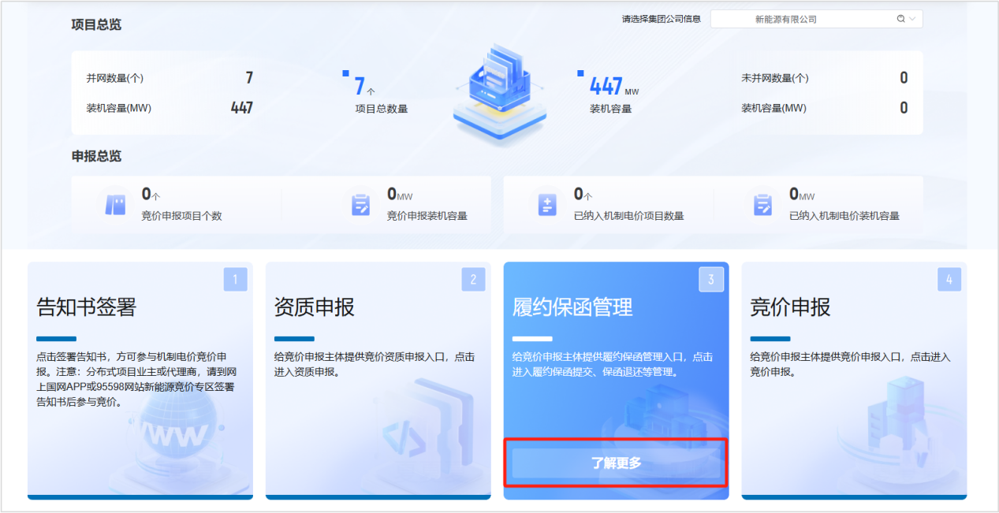 项目总览
请选择集团公司信息
新能源有限公司
并网数量(个)
7
装机容量(MW)
447
7个
项目总数量
447 MW
装机容量
未并网数量(个)
0
装机容量(MW)
0
申报总览
0个
竞价申报项目个数
0MW
竞价申报装机容量
0个
已纳入机制电价项目数量
0MW
已纳入机制电价装机容量
1
告知书签署
点击签署告知书，方可参与机制电价竞价申
报。注意：分布式项目业主或代理商，请到网
上国网APP或95598网站新能源竞价专区签署
告知书后参与竞价。
WWW
2
资质申报
给竞价申报主体提供竞价资质申报入口，点击
进入资质申报。
3
履约保函管理
给竞价申报主体提供履约保函管理入口，点击
进入履约保函提交、保函退还等管理。
了解更多
4
竞价申报
给竞价申报主体提供竞价申报入口，点击进入
竞价申报。